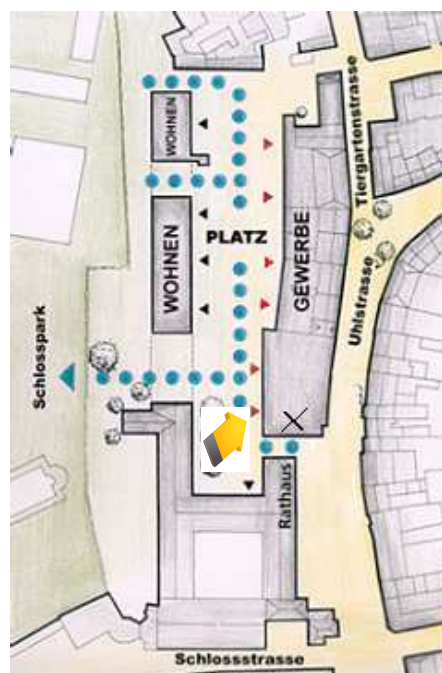 WOHNEN
Tiergartenstrasse
WOHNEN
PLATZ
GEWERBE
Uhlstrasse
Schlosspark
Rathaus
Schlossstrasse